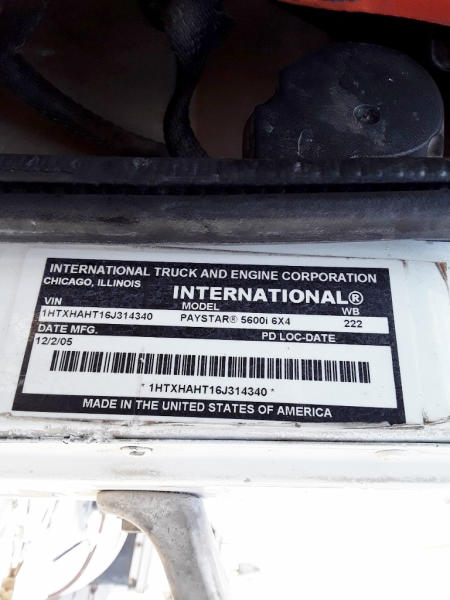 INTERNATIONAL TRUCK AND ENGINE CORPORATION
CHICAGO, ILLINOIS INTERNATIONAL®
VIN MODEL WB
1HTXHAHT16J314340 PAYSTAR® 5600i 6X4 222
DATE MFG. PD LOC-DATE
12/2/05
* 1HTXHAHT16J314340 *
MADE IN THE UNITED STATES OF AMERICA